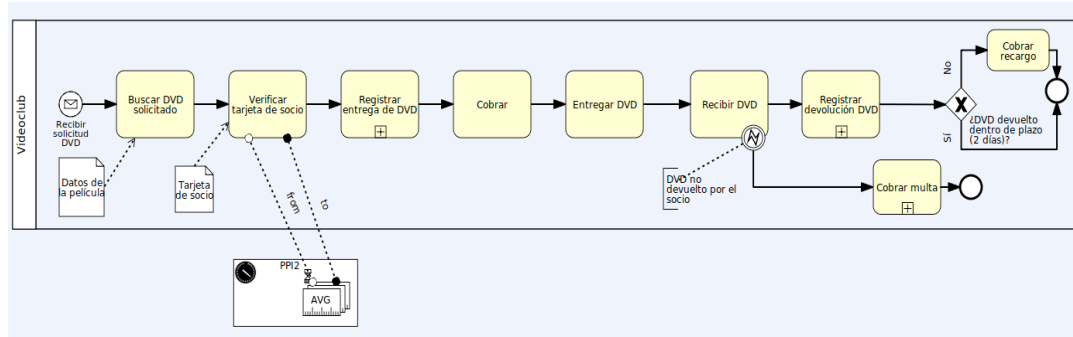 Videoclub
Recibir
solicitud
DVD
Buscar DVD
solicitado
Datos de
la película
Verificar
tarjeta de socio
Tarjeta
de socio
Registrar
entrega de DVD
Cobrar
Entregar DVD
Recibir DVD
DVD no
devuelto por el
socio
Registrar
devolución DVD
¿DVD devuelto
dentro de plazo
(2 días)?
No
Sí
Cobrar
recargo
Cobrar multa
from
to
PPI2
AVG